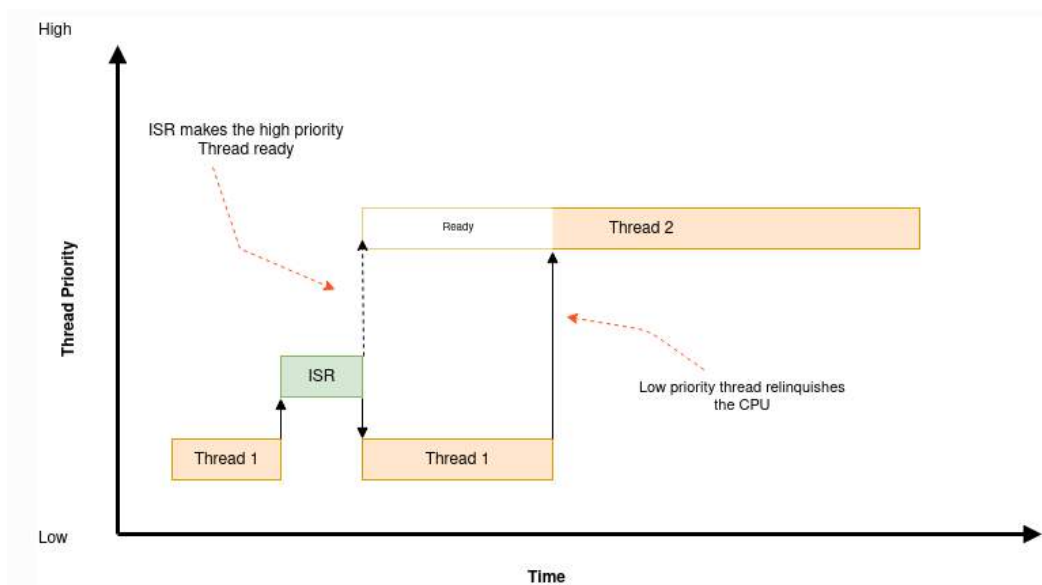 High
ISR makes the high priority
Thread ready
Ready
Thread 2
Thread Priority
ISR
Low priority thread relinquishes
the CPU
Thread 1
Thread 1
Low
Time